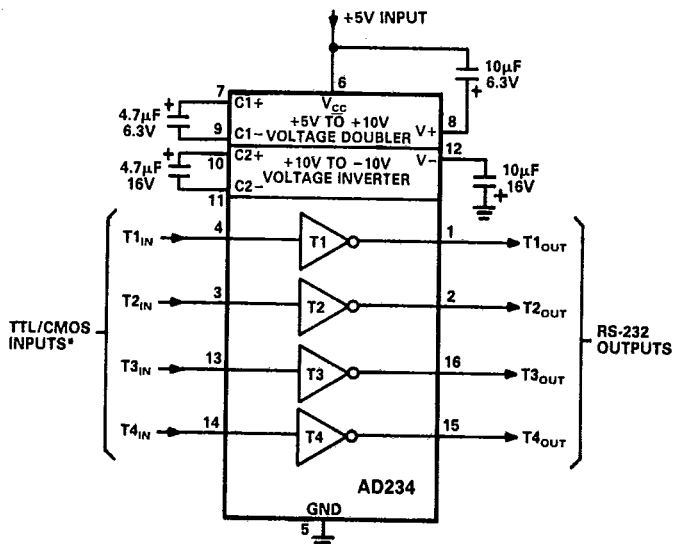 +5V INPUT
10μF
6.3V
6
7
C1+
VCC
4.7μF
6.3V
+5V TO +10V
VOLTAGE DOUBLER
V+
8
9
C1−
10
C2+
+10V TO −10V
VOLTAGE INVERTER
V−
12
4.7μF
16V
C2−
11
10μF
16V
T1IN
4
T1
1
T1OUT
T2IN
3
T2
2
T2OUT
TTL/CMOS
INPUTS*
RS-232
OUTPUTS
T3IN
13
T3
16
T3OUT
T4IN
14
T4
15
T4OUT
AD234
GND
5